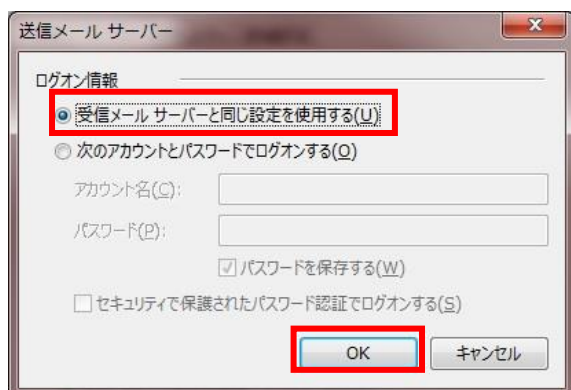 送信メール サーバー
ログオン情報
受信メール サーバーと同じ設定を使用する(U)
次のアカウントとパスワードでログオンする(O)
アカウント名(C):
パスワード(P):
パスワードを保存する(W)
セキュリティで保護されたパスワード認証でログオンする(S)
OK キャンセル